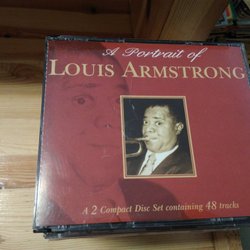 A Portrait of
LOUIS ARMSTRONG
A 2 Compact Disc Set containing 48 tracks